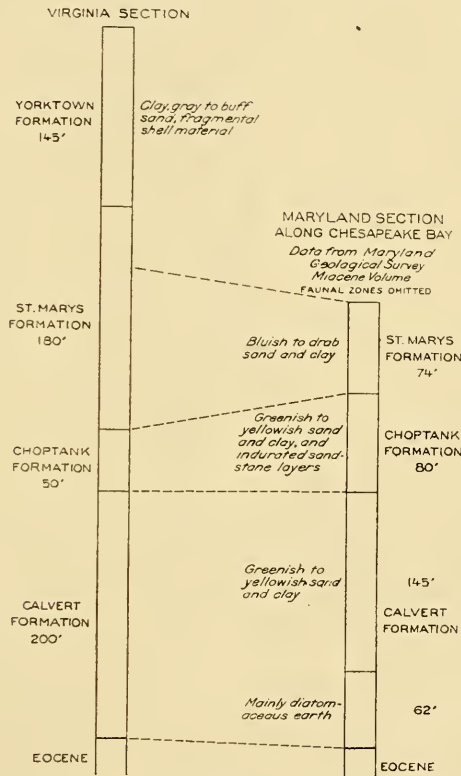 VIRGINIA SECTION
YORKTOWN
FORMATION
145'
Clay, gray to buff
sand, fragmental
shell material
ST. MARYS
FORMATION
180'
CHOPTANK
FORMATION
50'
CALVERT
FORMATION
200'
EOCENE
MARYLAND SECTION
ALONG CHESAPEAKE BAY
Data from Maryland
Geological Survey
Miocene Volume
FAUNAL ZONES OMITTED
Bluish to drab
sand and clay
ST. MARYS
FORMATION
74'
Greenish to
yellowish sand
and clay, and
indurated sand-
stone layers
CHOPTANK
FORMATION
80'
Greenish to
yellowish sand
and clay
145'
CALVERT
FORMATION
Mainly diatom-
aceous earth
62'
EOCENE